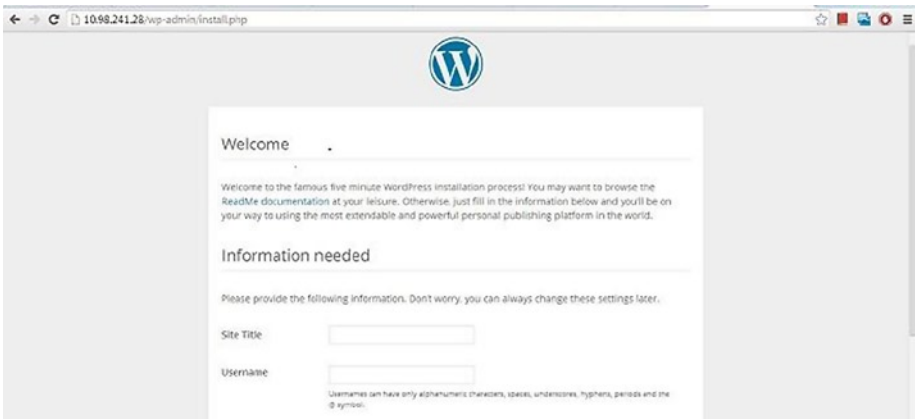 10.98.241.28/wp-admin/install.php
W
Welcome
Welcome to the famous five minute WordPress installation process! You may want to browse the
ReadMe documentation at your leisure. Otherwise, just fill in the information below and you'll be on
your way to using the most extendable and powerful personal publishing platform in the world.
Information needed
Please provide the following information. Don't worry, you can always change these settings later.
Site Title
Username
Usernames can have only alphanumeric characters, spaces, underscores, hyphens, periods and the
@ symbol.